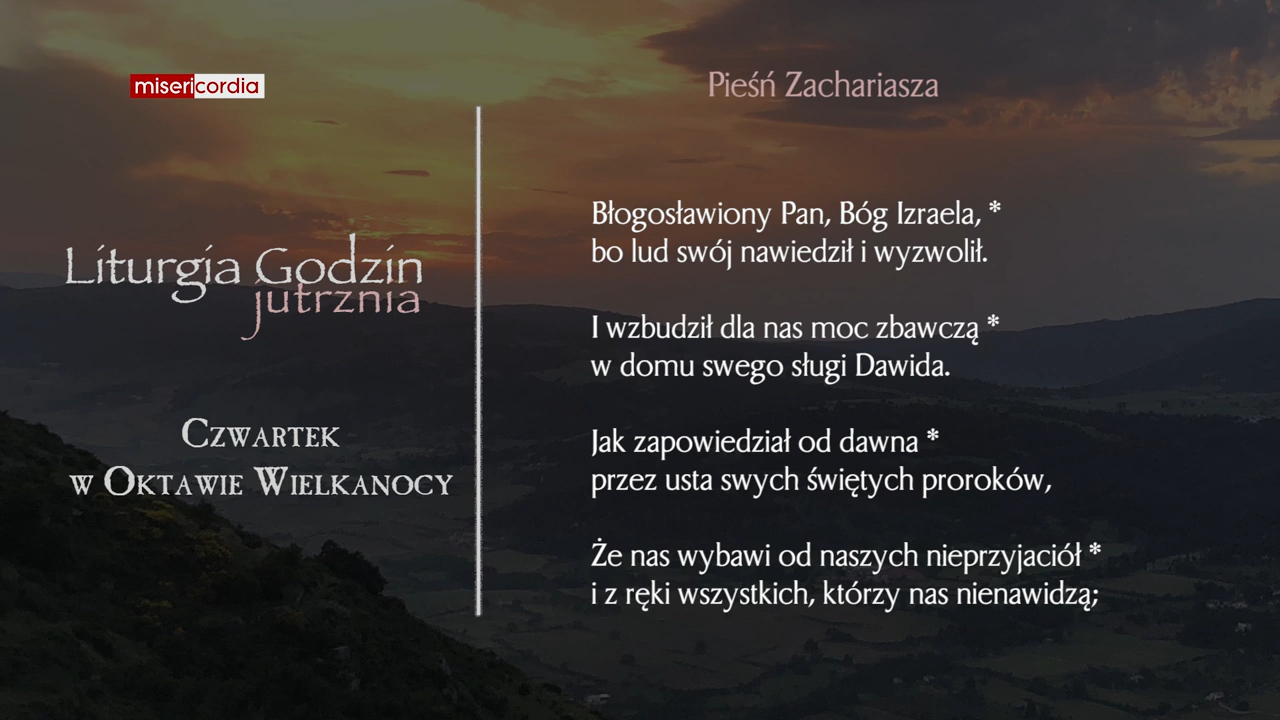 misericordia
Liturgia Godzin
jutrznia
Czwartek
w Oktawie Wielkanocy
Pieśń Zachariasza
Błogosławiony Pan, Bóg Izraela, *
bo lud swój nawiedził i wyzwolił.
I wzbudził dla nas moc zbawczą *
w domu swego sługi Dawida.
Jak zapowiedział od dawna *
przez usta swych świętych proroków,
Że nas wybawi od naszych nieprzyjaciół *
i z ręki wszystkich, którzy nas nienawidzą;